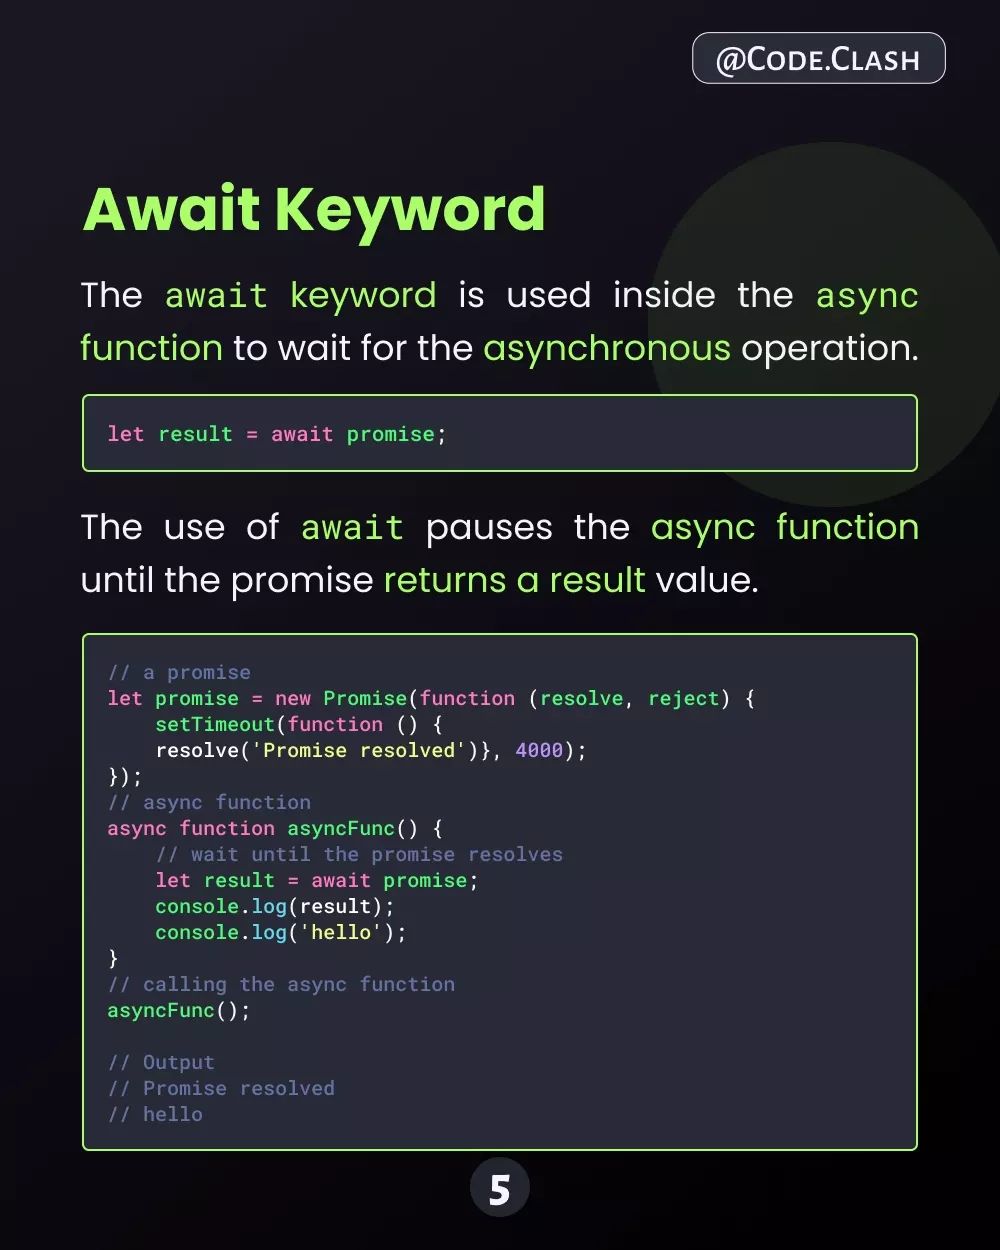 @Code.Clash
Await Keyword
The await keyword is used inside the async
function to wait for the asynchronous operation.
let result = await promise;
The use of await pauses the async function
until the promise returns a result value.
// a promise
let promise = new Promise(function (resolve, reject) {
    setTimeout(function () {
    resolve('Promise resolved')}, 4000);
});
// async function
async function asyncFunc() {
    // wait until the promise resolves
    let result = await promise;
    console.log(result);
    console.log('hello');
}
// calling the async function
asyncFunc();
// Output
// Promise resolved
// hello
5